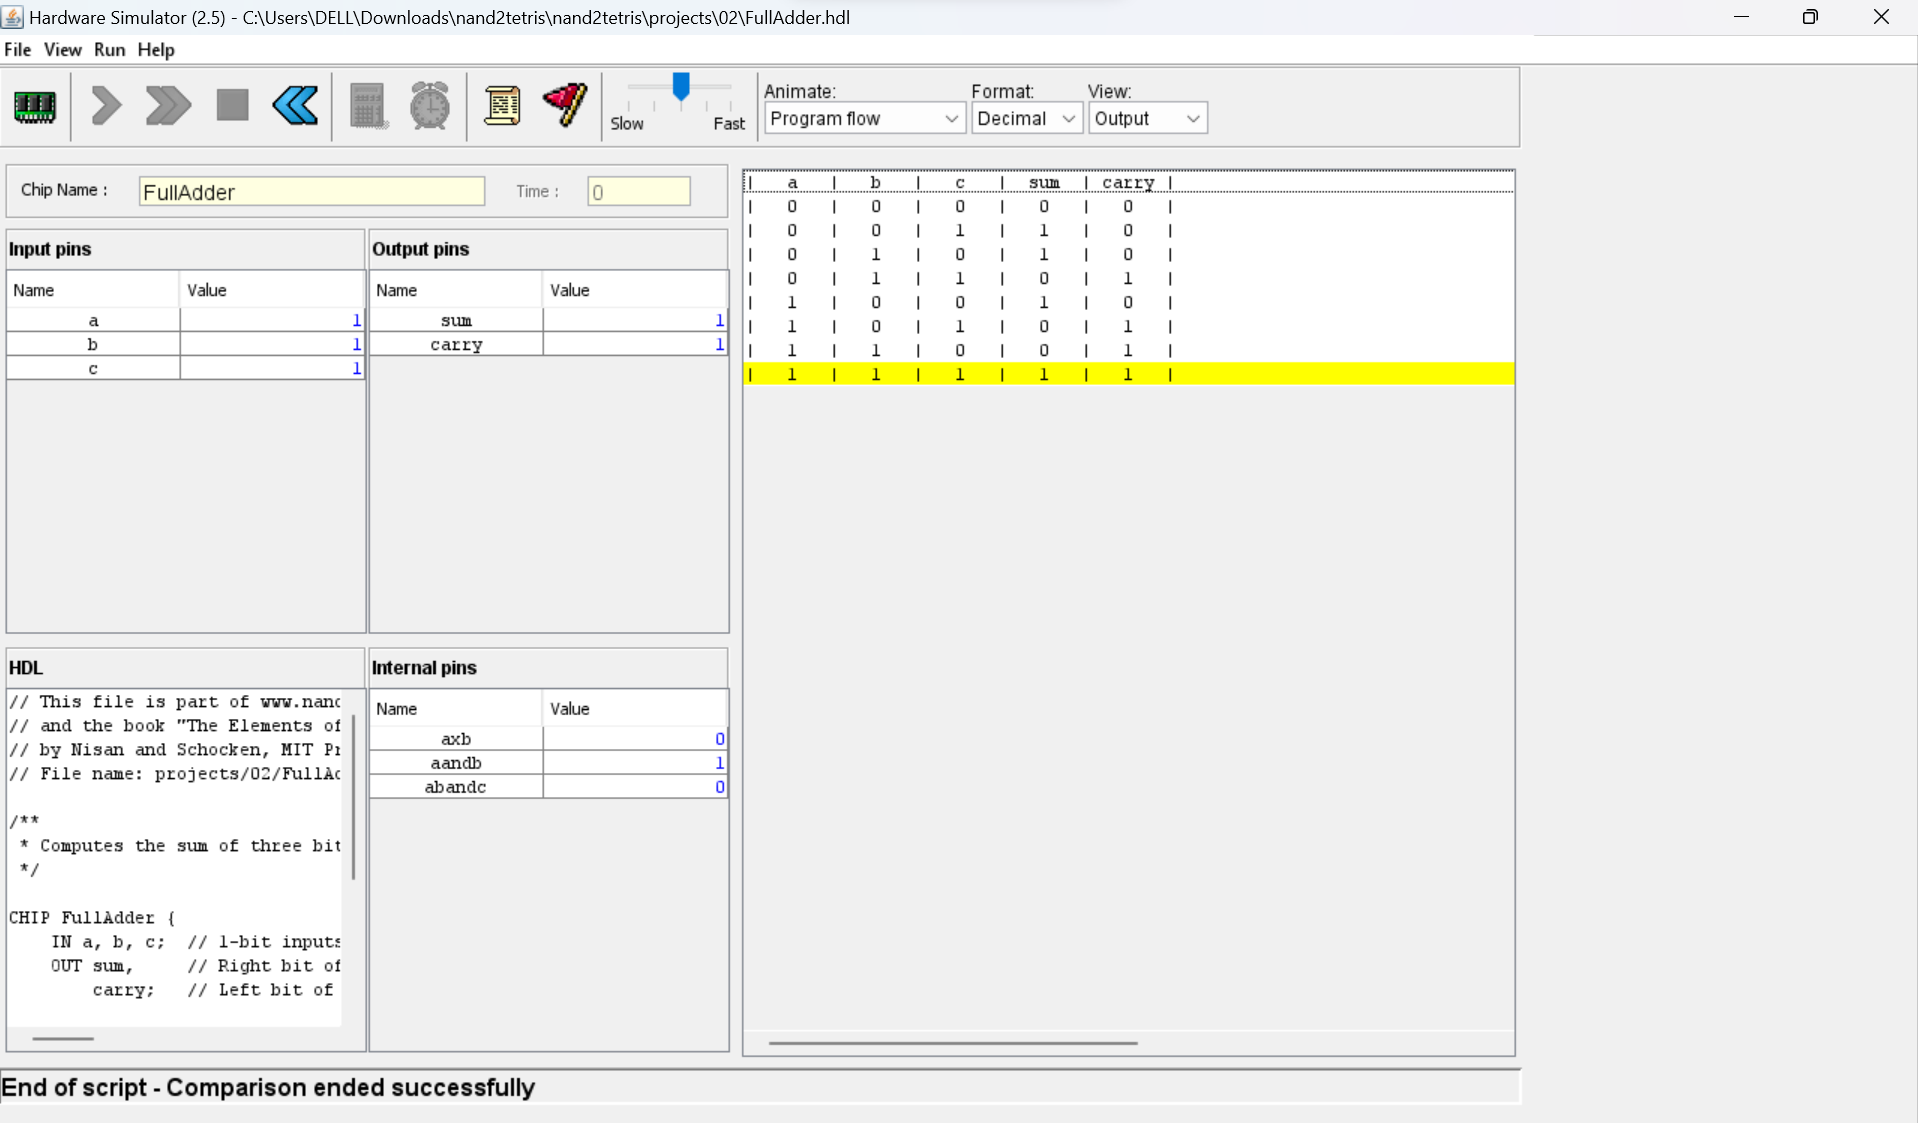 Hardware Simulator (2.5) - C:\Users\DELL\Downloads\nand2tetris\nand2tetris\projects\02\FullAdder.hdl
File View Run Help
Slow Fast
Animate: Format: View:
Program flow Decimal Output
Chip Name : FullAdder Time : 0
Input pins
Name Value
a 1
b 1
c 1
Output pins
Name Value
sum 1
carry 1
HDL
// This file is part of www.nand
// and the book "The Elements of
// by Nisan and Schocken, MIT Pr
// File name: projects/02/FullAd
/**
* Computes the sum of three bit
*/
CHIP FullAdder {
IN a, b, c; // 1-bit inputs
OUT sum, // Right bit of
carry; // Left bit of
Internal pins
Name Value
axb 0
aandb 1
abandc 0
| a | b | c | sum | carry |
| 0 | 0 | 0 | 0 | 0 |
| 0 | 0 | 1 | 1 | 0 |
| 0 | 1 | 0 | 1 | 0 |
| 0 | 1 | 1 | 0 | 1 |
| 1 | 0 | 0 | 1 | 0 |
| 1 | 0 | 1 | 0 | 1 |
| 1 | 1 | 0 | 0 | 1 |
| 1 | 1 | 1 | 1 | 1 |
End of script - Comparison ended successfully